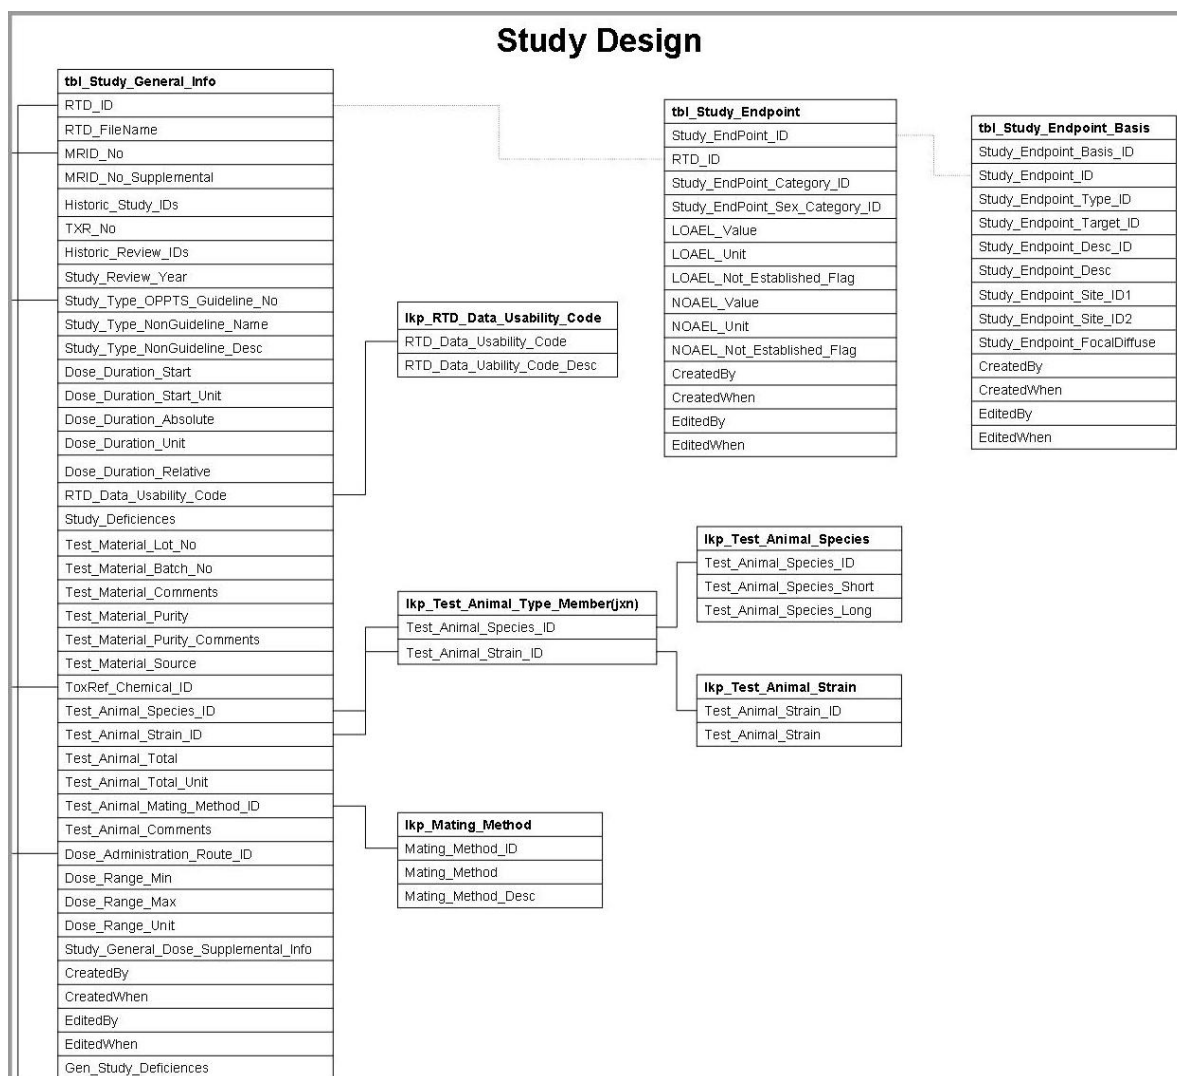 Study Design
tbl_Study_General_Info
RTD_ID
RTD_FileName
MRID_No
MRID_No_Supplemental
Historic_Study_IDs
TXR_No
Historic_Review_IDs
Study_Review_Year
Study_Type_OPPTS_Guideline_No
Study_Type_NonGuideline_Name
Study_Type_NonGuideline_Desc
Dose_Duration_Start
Dose_Duration_Start_Unit
Dose_Duration_Absolute
Dose_Duration_Unit
Dose_Duration_Relative
RTD_Data_Usability_Code
Study_Deficiences
Test_Material_Lot_No
Test_Material_Batch_No
Test_Material_Comments
Test_Material_Purity
Test_Material_Purity_Comments
Test_Material_Source
ToxRef_Chemical_ID
Test_Animal_Species_ID
Test_Animal_Strain_ID
Test_Animal_Total
Test_Animal_Total_Unit
Test_Animal_Mating_Method_ID
Test_Animal_Comments
Dose_Administration_Route_ID
Dose_Range_Min
Dose_Range_Max
Dose_Range_Unit
Study_General_Dose_Supplemental_Info
CreatedBy
CreatedWhen
EditedBy
EditedWhen
Gen_Study_Deficiences
lkp_RTD_Data_Usability_Code
RTD_Data_Usability_Code
RTD_Data_Uability_Code_Desc
lkp_Test_Animal_Type_Member(jxn)
Test_Animal_Species_ID
Test_Animal_Strain_ID
lkp_Mating_Method
Mating_Method_ID
Mating_Method
Mating_Method_Desc
tbl_Study_Endpoint
Study_EndPoint_ID
RTD_ID
Study_EndPoint_Category_ID
Study_EndPoint_Sex_Category_ID
LOAEL_Value
LOAEL_Unit
LOAEL_Not_Established_Flag
NOAEL_Value
NOAEL_Unit
NOAEL_Not_Established_Flag
CreatedBy
CreatedWhen
EditedBy
EditedWhen
lkp_Test_Animal_Species
Test_Animal_Species_ID
Test_Animal_Species_Short
Test_Animal_Species_Long
lkp_Test_Animal_Strain
Test_Animal_Strain_ID
Test_Animal_Strain
tbl_Study_Endpoint_Basis
Study_Endpoint_Basis_ID
Study_Endpoint_ID
Study_Endpoint_Type_ID
Study_Endpoint_Target_ID
Study_Endpoint_Desc_ID
Study_Endpoint_Desc
Study_Endpoint_Site_ID1
Study_Endpoint_Site_ID2
Study_Endpoint_FocalDiffuse
CreatedBy
CreatedWhen
EditedBy
EditedWhen